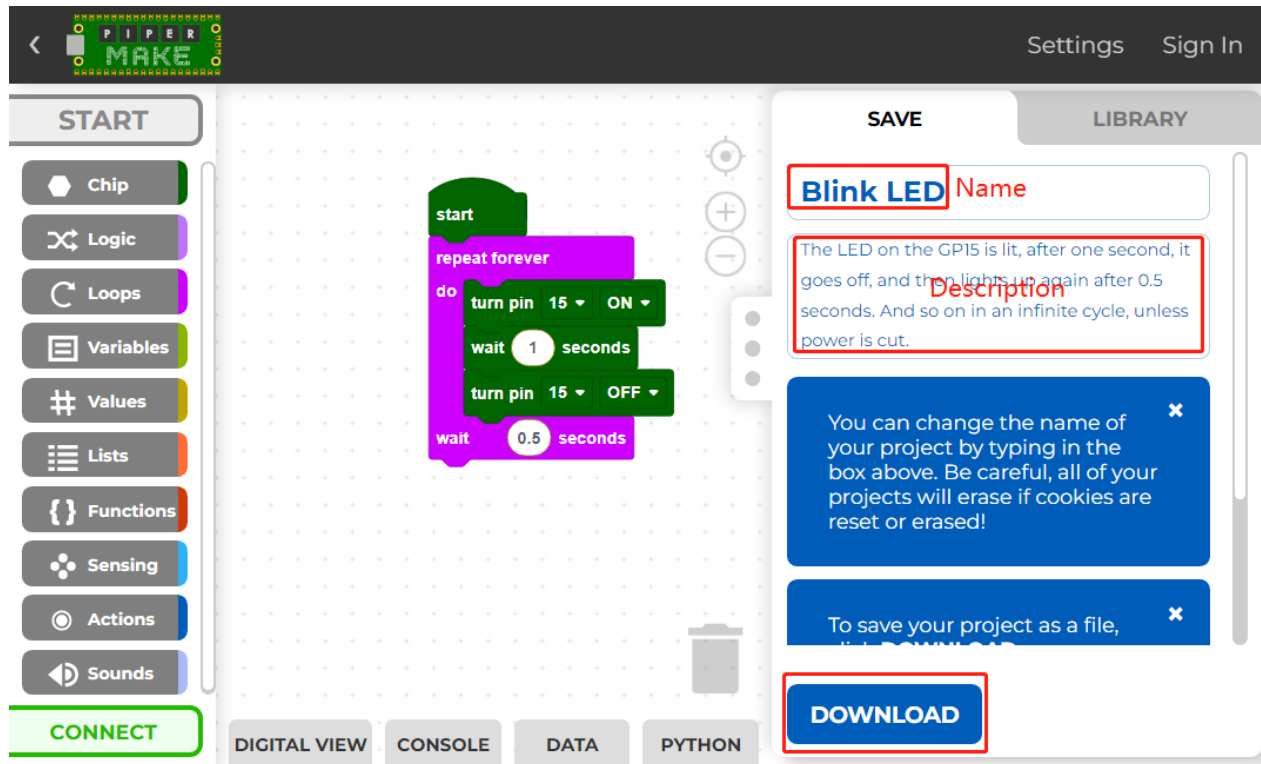 PIPER
MAKE
Settings
Sign In
START
Chip
Logic
Loops
Variables
Values
Lists
Functions
Sensing
Actions
Sounds
CONNECT
start
repeat forever
do
turn pin 15 ON
wait 1 seconds
turn pin 15 OFF
wait 0.5 seconds
DIGITAL VIEW
CONSOLE
DATA
PYTHON
SAVE
LIBRARY
Blink LED
Name
The LED on the GP15 is lit, after one second, it
goes off, and then lights up again after 0.5
seconds. And so on in an infinite cycle, unless
power is cut.
Description
You can change the name of
your project by typing in the
box above. Be careful, all of your
projects will erase if cookies are
reset or erased!
To save your project as a file,
click DOWNLOAD
DOWNLOAD